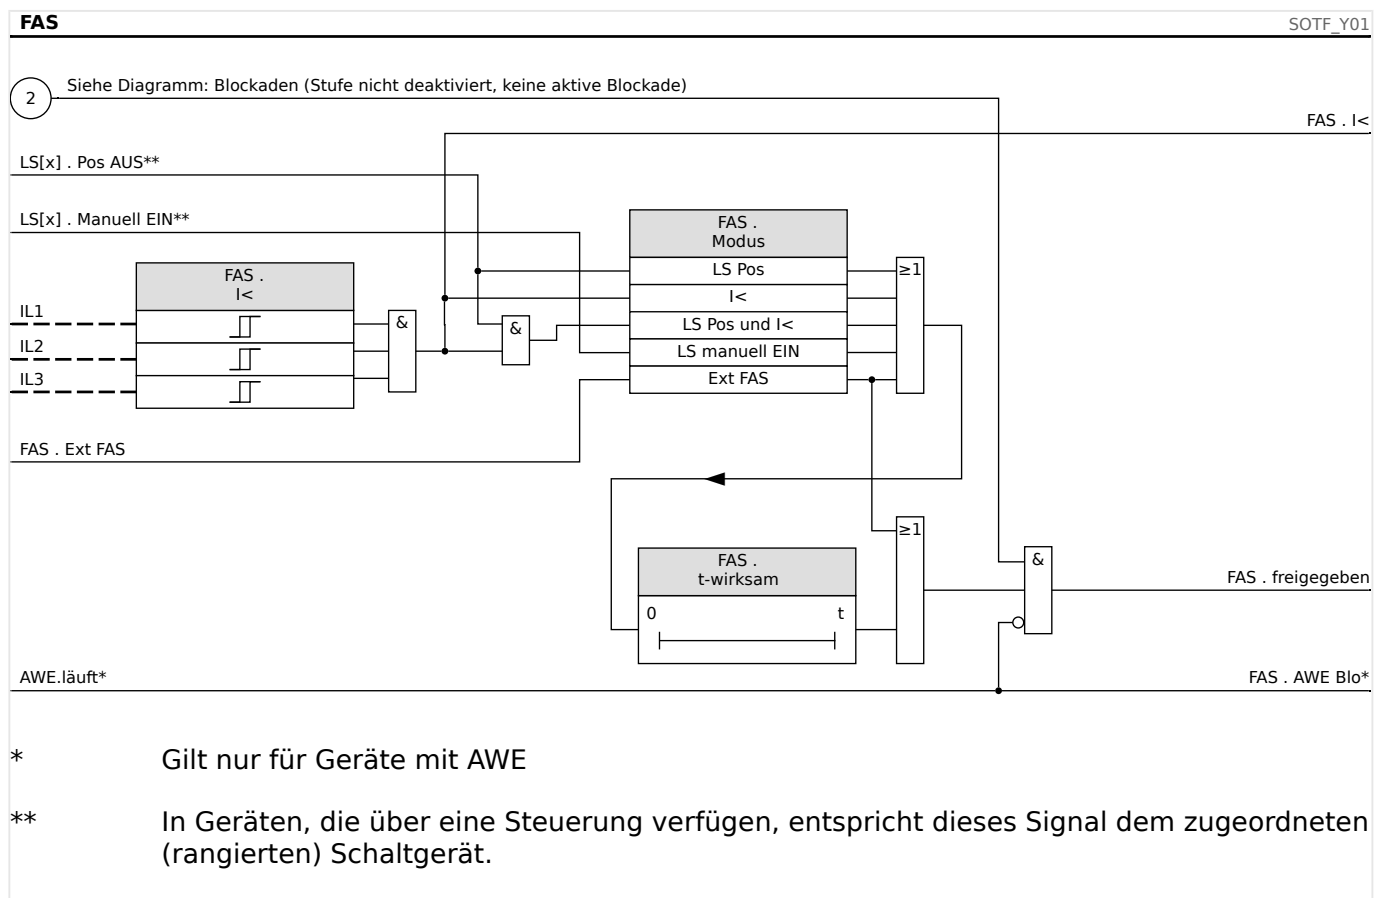 FAS
SOTF_Y01
2
Siehe Diagramm: Blockaden (Stufe nicht deaktiviert, keine aktive Blockade)
FAS . I<
LS[x] . Pos AUS**
LS[x] . Manuell EIN**
FAS .
I<
IL1
IL2
IL3
&
&
FAS .
Modus
LS Pos
I<
LS Pos und I<
LS manuell EIN
Ext FAS
≥1
FAS . Ext FAS
FAS .
t-wirksam
0 t
≥1
&
FAS . freigegeben
AWE.läuft*
FAS . AWE Blo*
* Gilt nur für Geräte mit AWE
** In Geräten, die über eine Steuerung verfügen, entspricht dieses Signal dem zugeordneten
(rangierten) Schaltgerät.